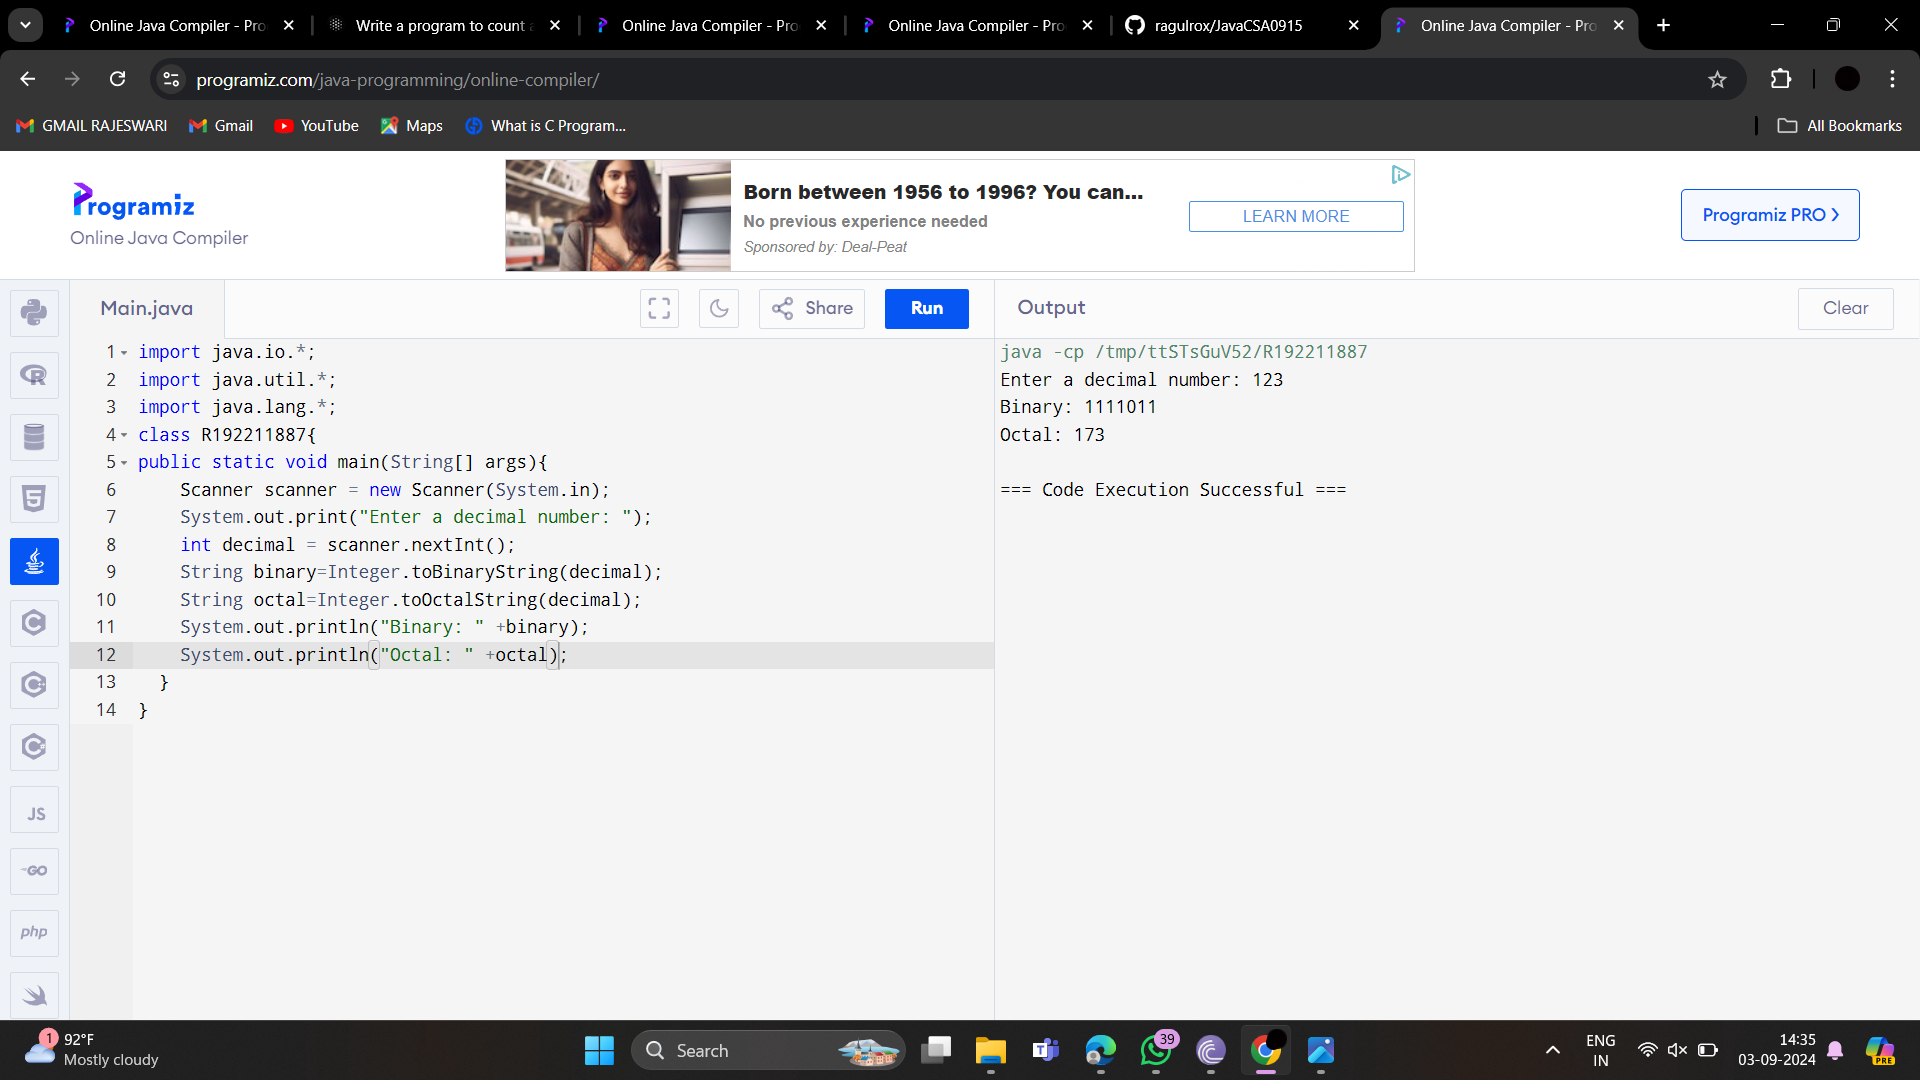 Online Java Compiler - Pro
Write a program to count a
Online Java Compiler - Pro
Online Java Compiler - Pro
ragulrox/JavaCSA0915
Online Java Compiler - Pro
programiz.com/java-programming/online-compiler/
GMAIL RAJESWARI
Gmail
YouTube
Maps
What is C Program...
All Bookmarks
Programiz
Online Java Compiler
Born between 1956 to 1996? You can...
No previous experience needed
Sponsored by: Deal-Peat
LEARN MORE
Programiz PRO >
Main.java
Share
Run
Output
Clear
1 import java.io.*;
2 import java.util.*;
3 import java.lang.*;
4 class R192211887{
5 public static void main(String[] args){
6 Scanner scanner = new Scanner(System.in);
7 System.out.print("Enter a decimal number: ");
8 int decimal = scanner.nextInt();
9 String binary=Integer.toBinaryString(decimal);
10 String octal=Integer.toOctalString(decimal);
11 System.out.println("Binary: " +binary);
12 System.out.println("Octal: " +octal);
13 }
14 }
java -cp /tmp/ttSTsGuV52/R192211887
Enter a decimal number: 123
Binary: 1111011
Octal: 173
=== Code Execution Successful ===
JS
GO
php
1
92°F
Mostly cloudy
Search
39
ENG
IN
14:35
03-09-2024
PRE